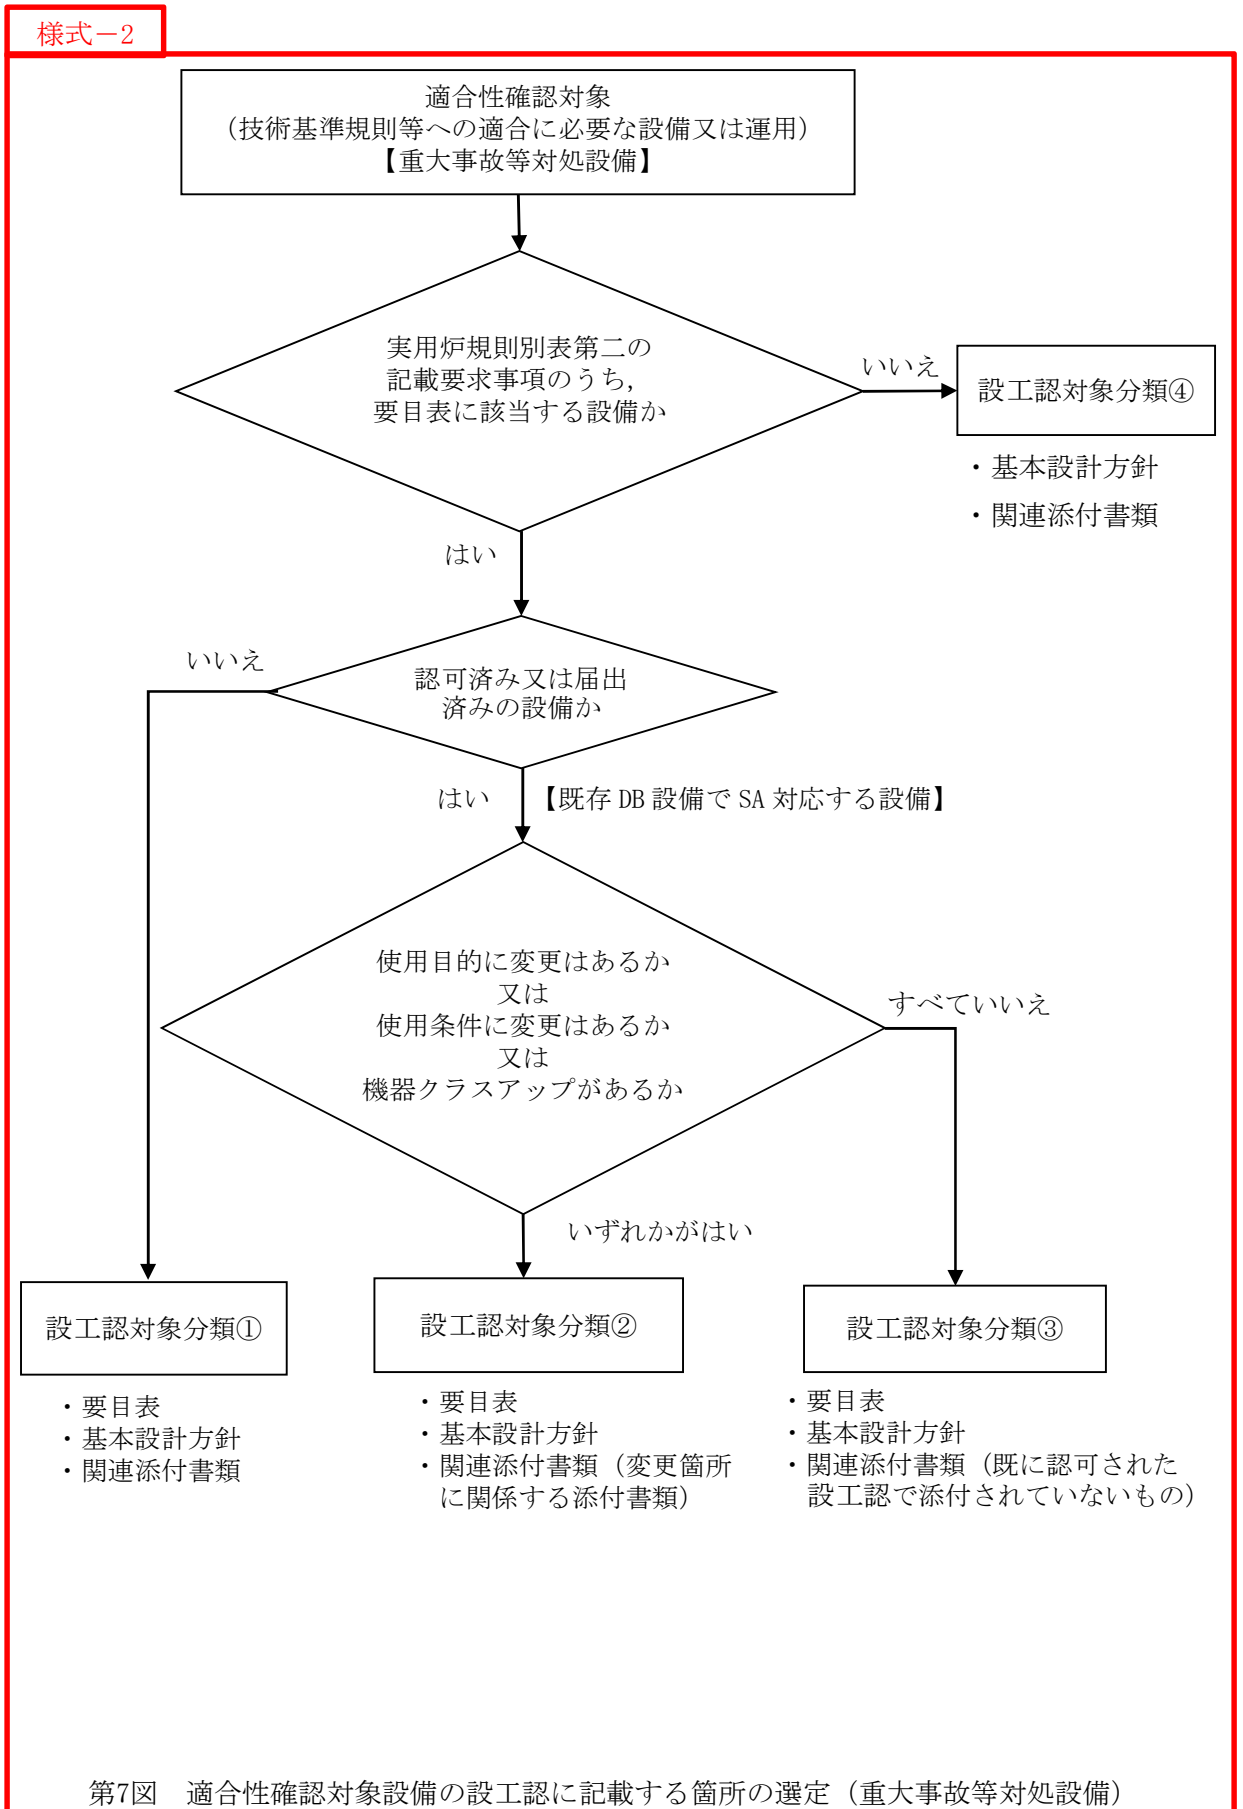 様式－2
適合性確認対象
（技術基準規則等への適合に必要な設備又は運用）
【重大事故等対処設備】
実用炉規則別表第二の
記載要求事項のうち，
要目表に該当する設備か
いいえ
設工認対象分類④
・基本設計方針
・関連添付書類
はい
いいえ
認可済み又は届出
済みの設備か
はい
【既存 DB 設備で SA 対応する設備】
使用目的に変更はあるか
又は
使用条件に変更はあるか
又は
機器クラスアップがあるか
すべていいえ
いずれかがはい
設工認対象分類①
・要目表
・基本設計方針
・関連添付書類
設工認対象分類②
・要目表
・基本設計方針
・関連添付書類（変更箇所
に関係する添付書類）
設工認対象分類③
・要目表
・基本設計方針
・関連添付書類（既に認可された
設工認で添付されていないもの）
第7図　適合性確認対象設備の設工認に記載する箇所の選定（重大事故等対処設備）